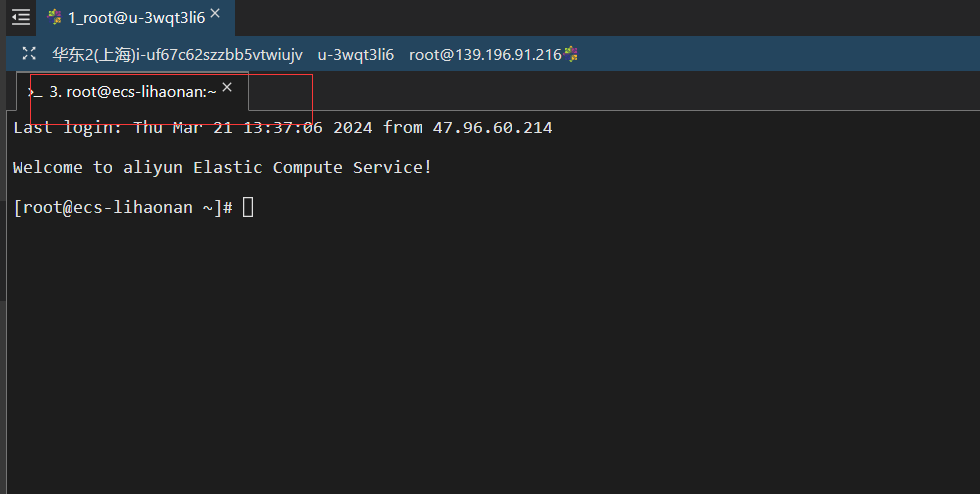 1_root@u-3wqt3li6
华东2(上海)i-uf67c62szzbb5vtwiujv u-3wqt3li6 root@139.196.91.216
3. root@ecs-lihaonan:~
Last login: Thu Mar 21 13:37:06 2024 from 47.96.60.214
Welcome to aliyun Elastic Compute Service!
[root@ecs-lihaonan ~]#